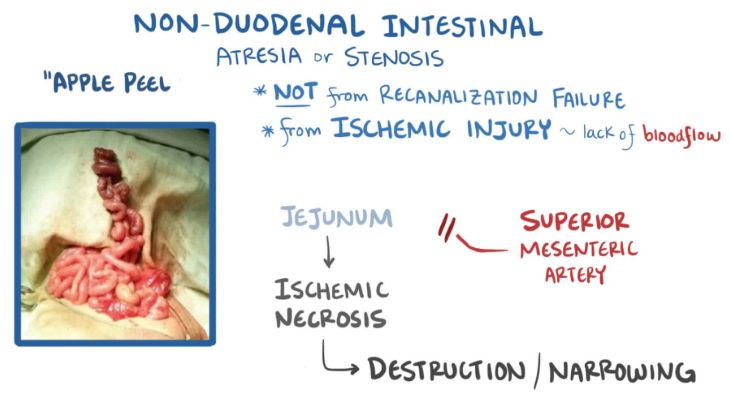 NON-DUODENAL INTESTINAL
ATRESIA or STENOSIS
"APPLE PEEL
* NOT from RECANALIZATION FAILURE
* from ISCHEMIC INJURY ~ lack of bloodflow
JEJUNUM
SUPERIOR
MESENTERIC
ARTERY
ISCHEMIC
NECROSIS
DESTRUCTION / NARROWING